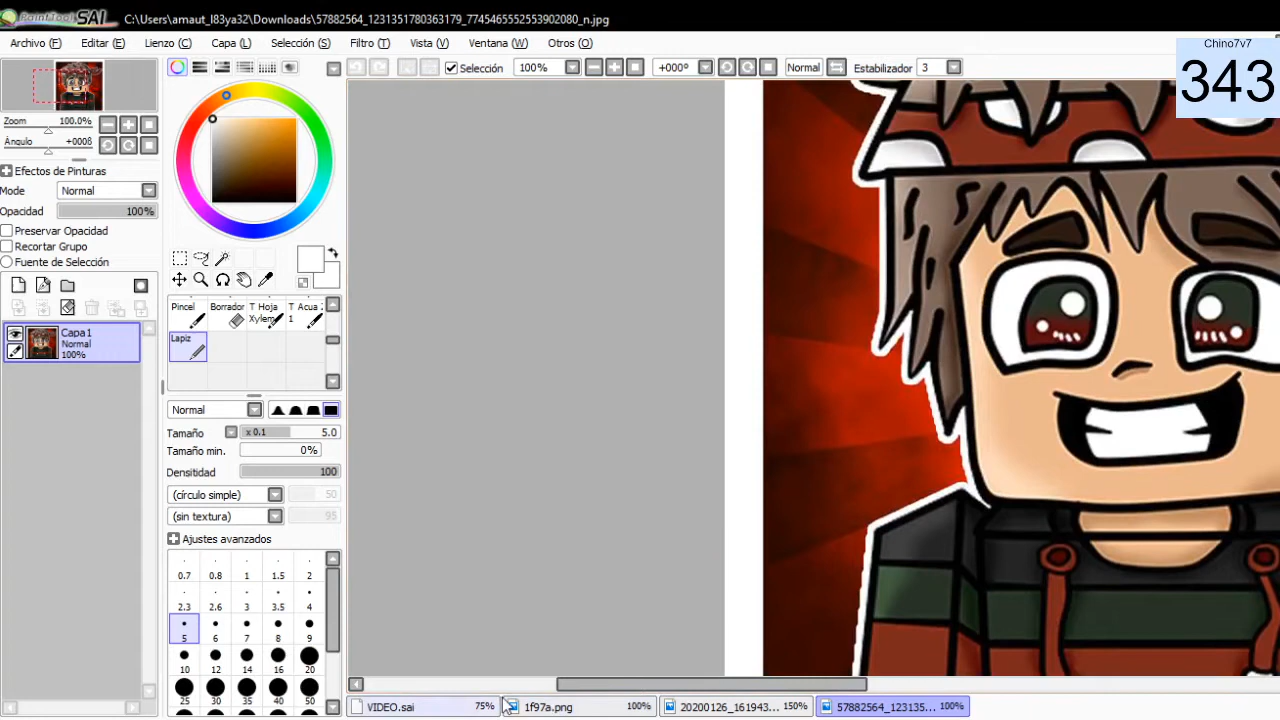 PaintTool SAI C:\Users\amaut_l83ya32\Downloads\57882564_1231351780363179_7745465552553902080_n.jpg
Archivo (F) Editar (E) Lienzo (C) Capa (L) Selección (S) Filtro (T) Vista (V) Ventana (W) Otros (O)
Chino7v7
343
Selección 100% +000º Normal Estabilizador 3
Zoom 100.0%
Ángulo +000§
Efectos de Pinturas
Mode Normal
Opacidad 100%
Preservar Opacidad
Recortar Grupo
Fuente de Selección
Capa1
Normal
100%
Pincel Borrador T Hoja Xylem T Acua 1
Lapiz
Normal
Tamaño x 0.1 5.0
Tamaño min. 0%
Densitidad 100
(círculo simple) 50
(sin textura) 95
Ajustes avanzados
0.7 0.8 1 1.5 2
2.3 2.6 3 3.5 4
5 6 7 8 9
10 12 14 16 20
25 30 35 40 50
VIDEO.sai 75% 1f97a.png 100% 20200126_161943... 150% 57882564_123135... 100%